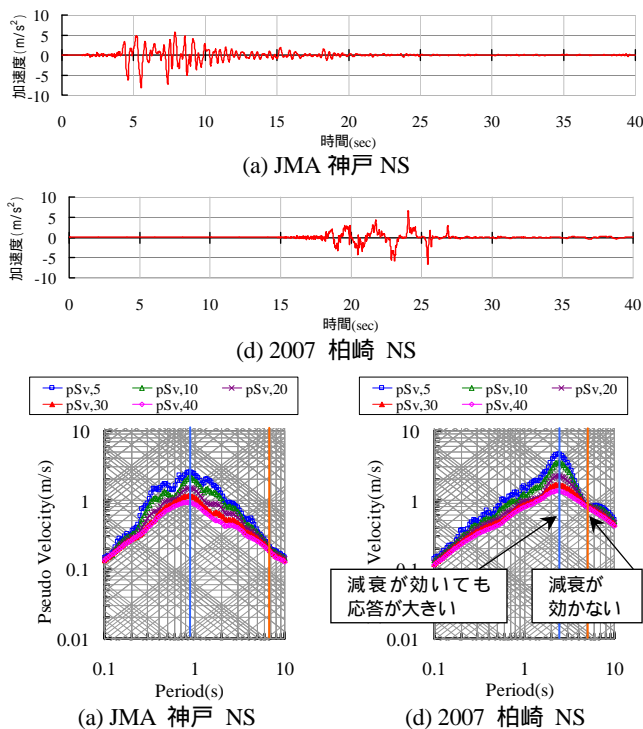 10
5
0
-5
-10
加速度(m/s²)
0 5 10 15 20 25 30 35 40
時間(sec)
(a) JMA 神戸 NS
10
5
0
-5
-10
加速度(m/s²)
0 5 10 15 20 25 30 35 40
時間(sec)
(d) 2007 柏崎 NS
pSv,5 pSv,10 pSv,20
pSv,30 pSv,40
10
1
0.1
0.01
Pseudo Velocity(m/s)
0.1 1 10
Period(s)
(a) JMA 神戸 NS
pSv,5 pSv,10 pSv,20
pSv,30 pSv,40
10
1
0.1
0.01
Velocity(m/s)
減衰が効いても
応答が大きい
減衰が
効かない
0.1 1 10
Period(s)
(d) 2007 柏崎 NS